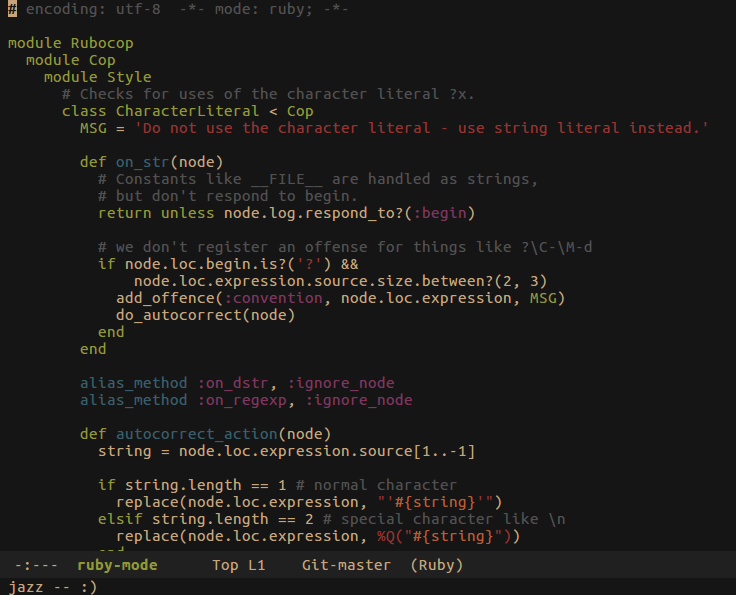 # encoding: utf-8  -*- mode: ruby; -*-

module Rubocop
  module Cop
    module Style
      # Checks for uses of the character literal ?x.
      class CharacterLiteral < Cop
        MSG = 'Do not use the character literal - use string literal instead.'

        def on_str(node)
          # Constants like __FILE__ are handled as strings,
          # but don't respond to begin.
          return unless node.log.respond_to?(:begin)

          # we don't register an offense for things like ?\C-\M-d
          if node.loc.begin.is?('?') &&
              node.loc.expression.source.size.between?(2, 3)
            add_offence(:convention, node.loc.expression, MSG)
            do_autocorrect(node)
          end
        end

        alias_method :on_dstr, :ignore_node
        alias_method :on_regexp, :ignore_node

        def autocorrect_action(node)
          string = node.loc.expression.source[1..-1]

          if string.length == 1 # normal character
            replace(node.loc.expression, "'#{string}'")
          elsif string.length == 2 # special character like \n
            replace(node.loc.expression, %Q("#{string}"))
          end
-:---  ruby-mode      Top L1    Git-master  (Ruby)
jazz -- :)